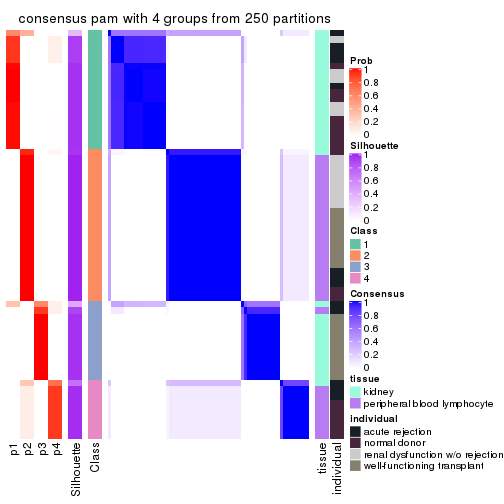 consensus pam with 4 groups from 250 partitions
Prob
1
0.8
0.6
0.4
0.2
0
Silhouette
1
0.8
0.6
0.4
0.2
0
Class
1
2
3
4
Consensus
1
0.8
0.6
0.4
0.2
0
tissue
kidney
peripheral blood lymphocyte
individual
acute rejection
normal donor
renal dysfunction w/o rejection
well-functioning transplant
p1
p2
p3
p4
Silhouette
Class
tissue
individual